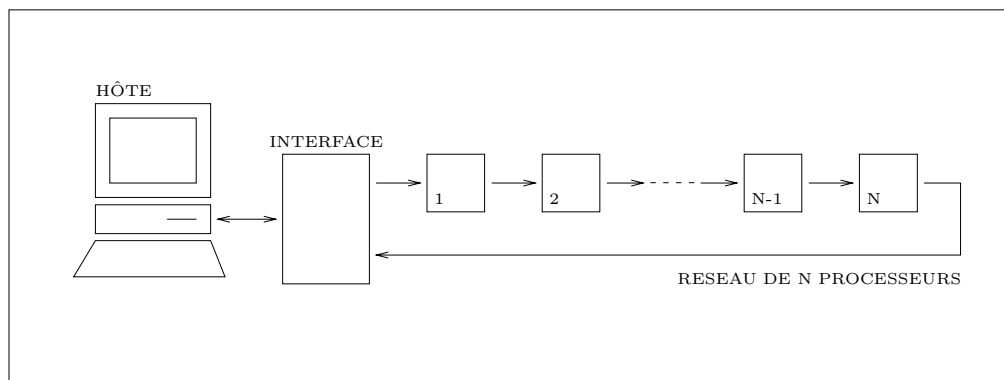 HÔTE
INTERFACE
1
2
N-1
N
RESEAU DE N PROCESSEURS